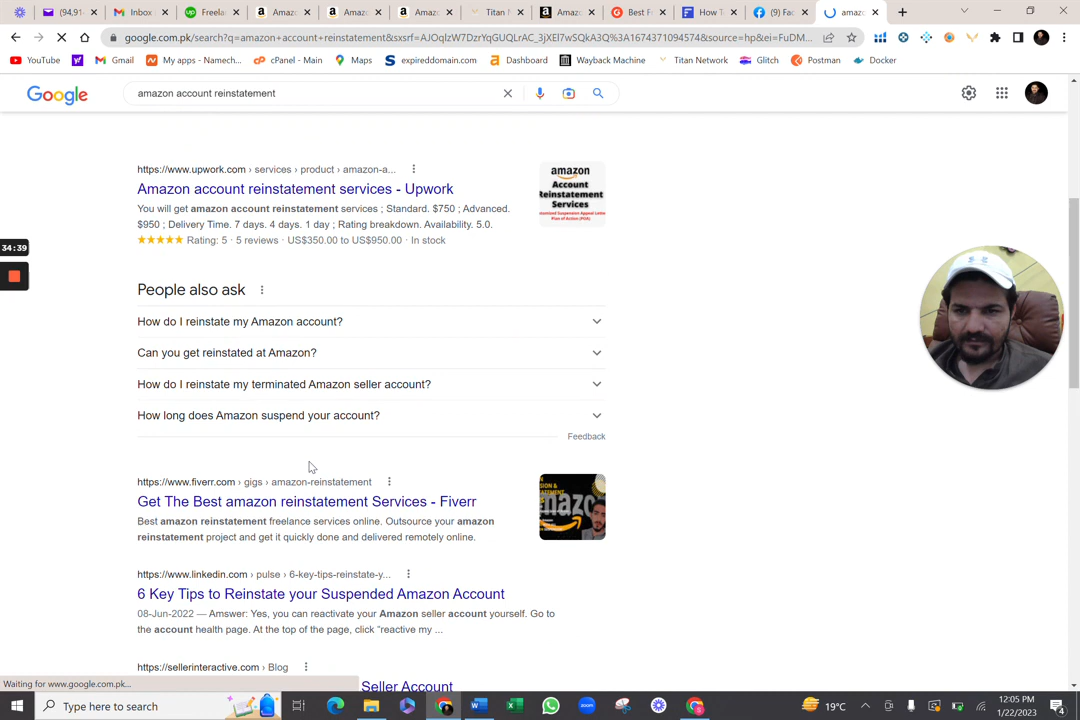 (94,91
Inbox
Freela
Amaz
Amaz
Amaz
Titan N
Amaz
Best F
How T
(9) Fac
amaz
google.com.pk/search?q=amazon+account+reinstatement&sxsrf=AJOqlzW7DzrYqGUQLrAC_3jXEl7wSQkA3Q%3A1674371094574&source=hp&ei=FuDM...
YouTube
Gmail
My apps - Namech...
cPanel - Main
Maps
expireddomain.com
Dashboard
Wayback Machine
Titan Network
Glitch
Postman
Docker
Google
amazon account reinstatement
https://www.upwork.com › services › product › amazon-a...
Amazon account reinstatement services - Upwork
You will get amazon account reinstatement services ; Standard. $750 ; Advanced.
$950 ; Delivery Time. 7 days. 4 days. 1 day ; Rating breakdown. Availability. 5.0.
Rating: 5 · 5 reviews · US$350.00 to US$950.00 · In stock
amazon
Account
Reinstatement
Services
34:39
People also ask
How do I reinstate my Amazon account?
Can you get reinstated at Amazon?
How do I reinstate my terminated Amazon seller account?
How long does Amazon suspend your account?
Feedback
https://www.fiverr.com › gigs › amazon-reinstatement
Get The Best amazon reinstatement Services - Fiverr
Best amazon reinstatement freelance services online. Outsource your amazon
reinstatement project and get it quickly done and delivered remotely online.
https://www.linkedin.com › pulse › 6-key-tips-reinstate-y...
6 Key Tips to Reinstate your Suspended Amazon Account
08-Jun-2022 — Amswer: Yes, you can reactivate your Amazon seller account yourself. Go to
the account health page. At the top of the page, click “reactive my ...
https://sellerinteractive.com › Blog
Seller Account
Waiting for www.google.com.pk...
Type here to search
19°C
12:05 PM
1/22/2023
4